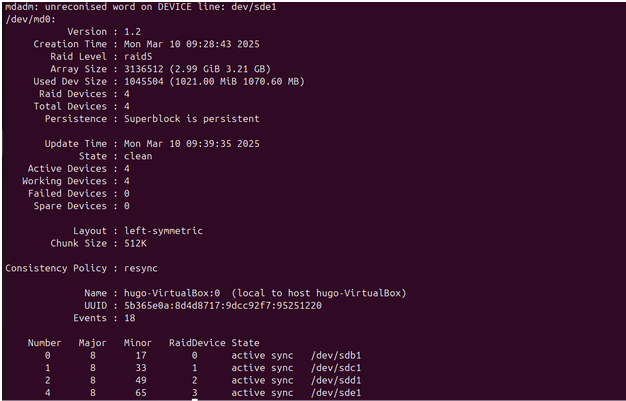 mdadm: unreconised word on DEVICE line: dev/sde1
/dev/md0:
Version : 1.2
Creation Time : Mon Mar 10 09:28:43 2025
Raid Level : raid5
Array Size : 3136512 (2.99 GiB 3.21 GB)
Used Dev Size : 1045504 (1021.00 MiB 1070.60 MB)
Raid Devices : 4
Total Devices : 4
Persistence : Superblock is persistent
Update Time : Mon Mar 10 09:39:35 2025
State : clean
Active Devices : 4
Working Devices : 4
Failed Devices : 0
Spare Devices : 0
Layout : left-symmetric
Chunk Size : 512K
Consistency Policy : resync
Name : hugo-VirtualBox:0 (local to host hugo-VirtualBox)
UUID : 5b365e0a:8d4d8717:9dcc92f7:95251220
Events : 18
Number Major Minor RaidDevice State
0 8 17 0 active sync /dev/sdb1
1 8 33 1 active sync /dev/sdc1
2 8 49 2 active sync /dev/sdd1
4 8 65 3 active sync /dev/sde1